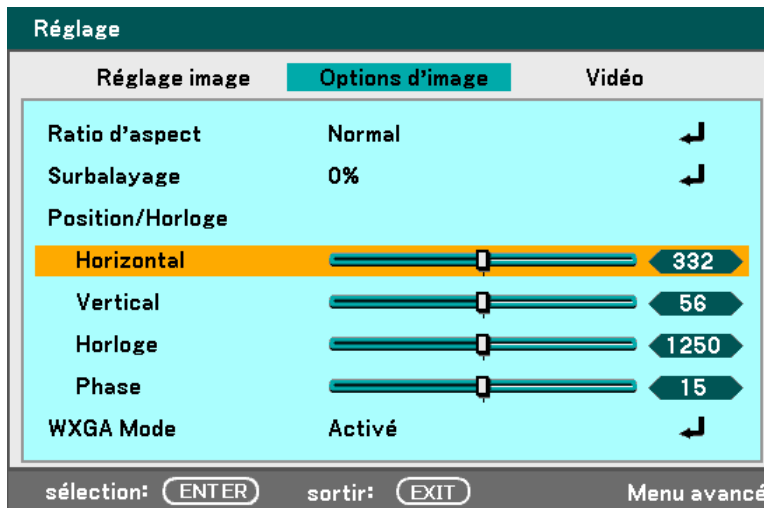 Réglage
Réglage image Options d'image Vidéo
Ratio d'aspect Normal
Surbalayage 0%
Position/Horloge
Horizontal 332
Vertical 56
Horloge 1250
Phase 15
WXGA Mode Activé
sélection: ENTER sortir: EXIT Menu avancé